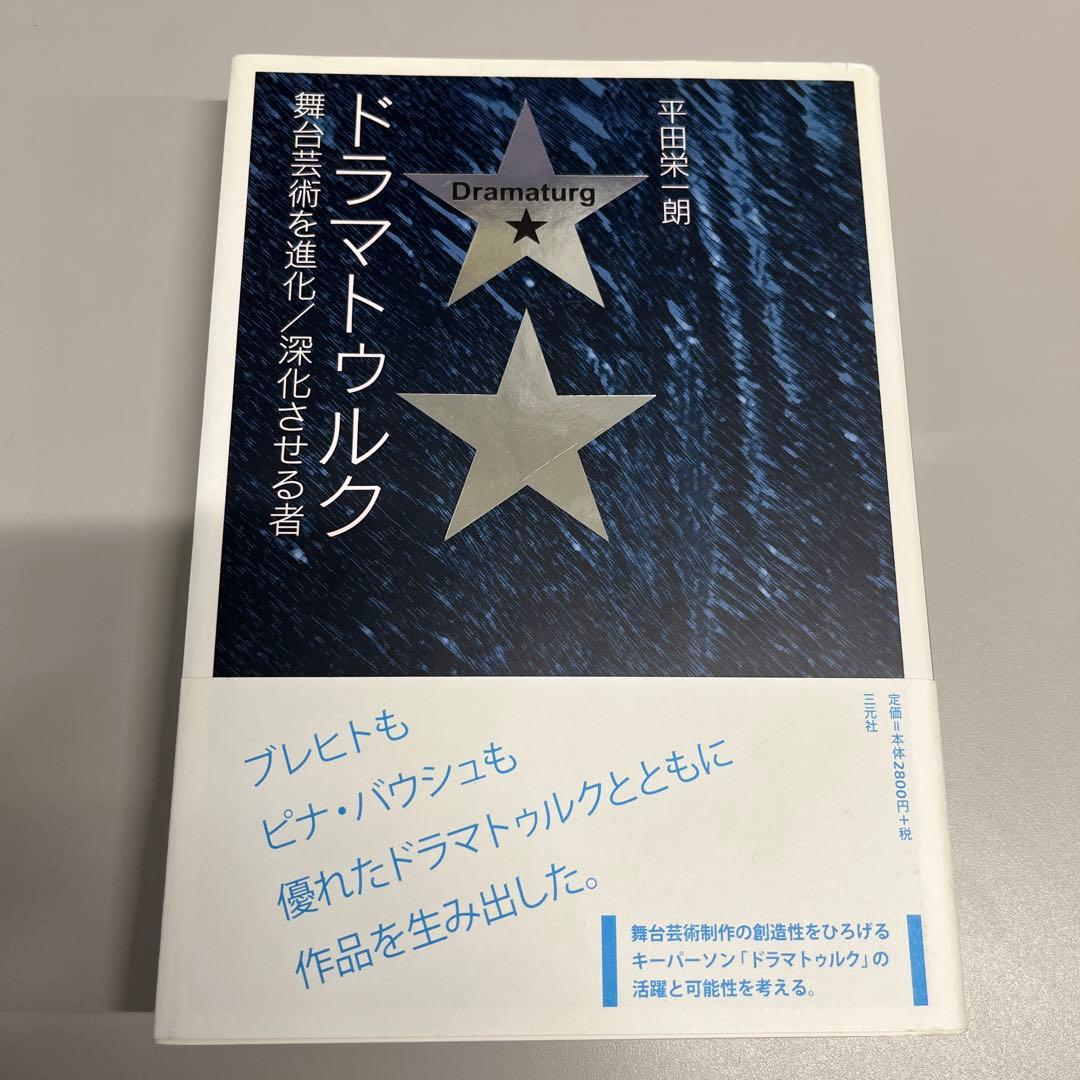 平田栄一朗
ドラマトゥルク
舞台芸術を進化／深化させる者
Dramaturg
ブレヒトも
ピナ・バウシュも
優れたドラマトゥルクとともに
作品を生み出した。
舞台芸術制作の創造性をひろげる
キーパーソン「ドラマトゥルク」の
活躍と可能性を考える。
定価＝本体2800円＋税
三元社